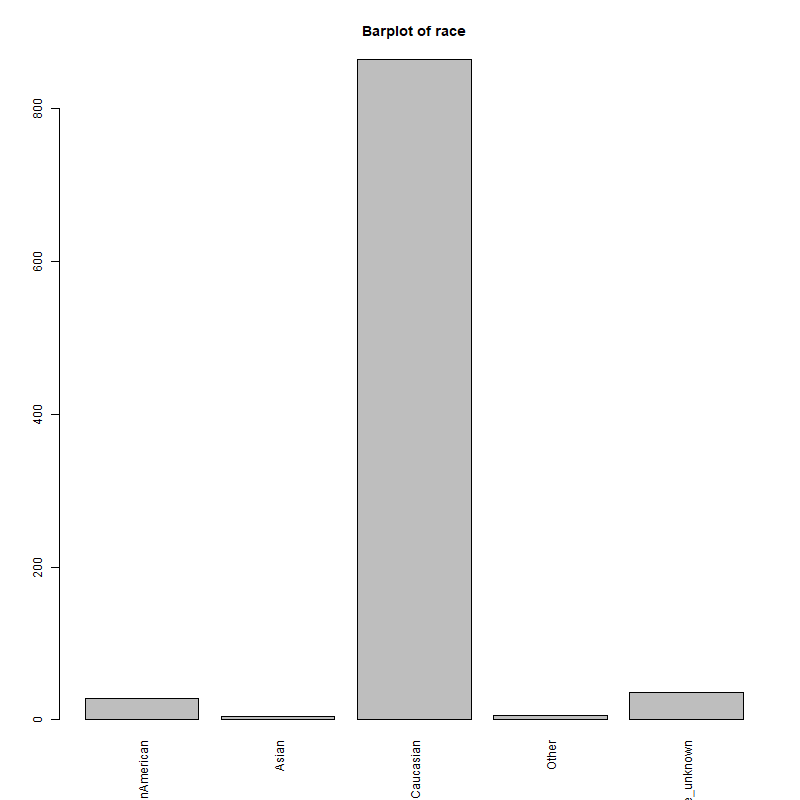 Barplot of race
800
600
400
200
0
nAmerican
Asian
Caucasian
Other
e_unknown